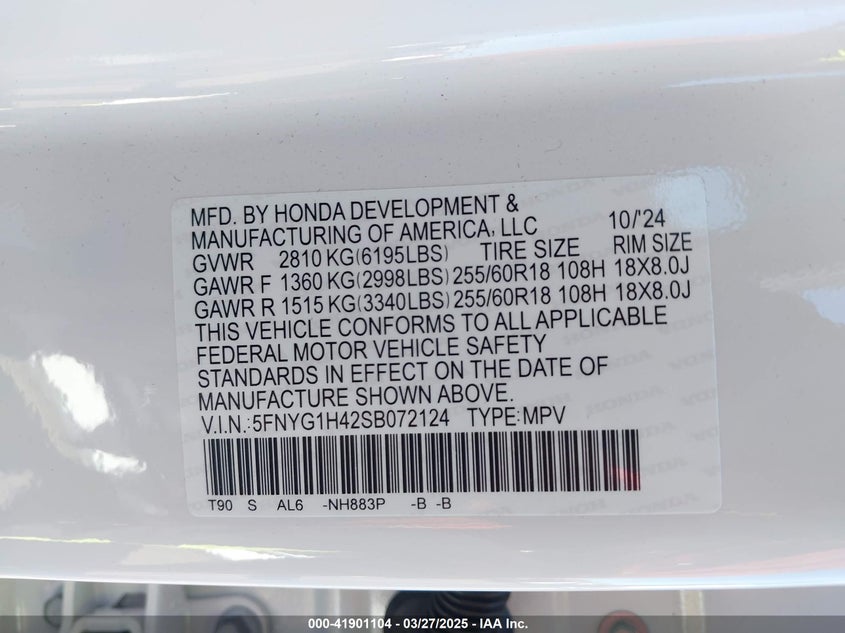 MFD. BY HONDA DEVELOPMENT &
MANUFACTURING OF AMERICA, LLC 10/'24
GVWR 2810 KG(6195LBS) TIRE SIZE RIM SIZE
GAWR F 1360 KG(2998LBS) 255/60R18 108H 18X8.0J
GAWR R 1515 KG(3340LBS) 255/60R18 108H 18X8.0J
THIS VEHICLE CONFORMS TO ALL APPLICABLE
FEDERAL MOTOR VEHICLE SAFETY
STANDARDS IN EFFECT ON THE DATE OF
MANUFACTURE SHOWN ABOVE.
V.I.N.:5FNYG1H42SB072124 TYPE:MPV
T90 S AL6 -NH883P -B -B
000-41901104 - 03/27/2025 - IAA Inc.